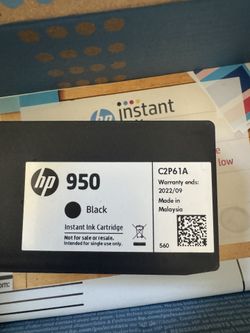 hp instant
hp 950
Black
Instant Ink Cartridge
Not for sale or resale.
Intended for single use only.
C2P61A
Warranty ends:
2022/09
Made in
Malaysia
560